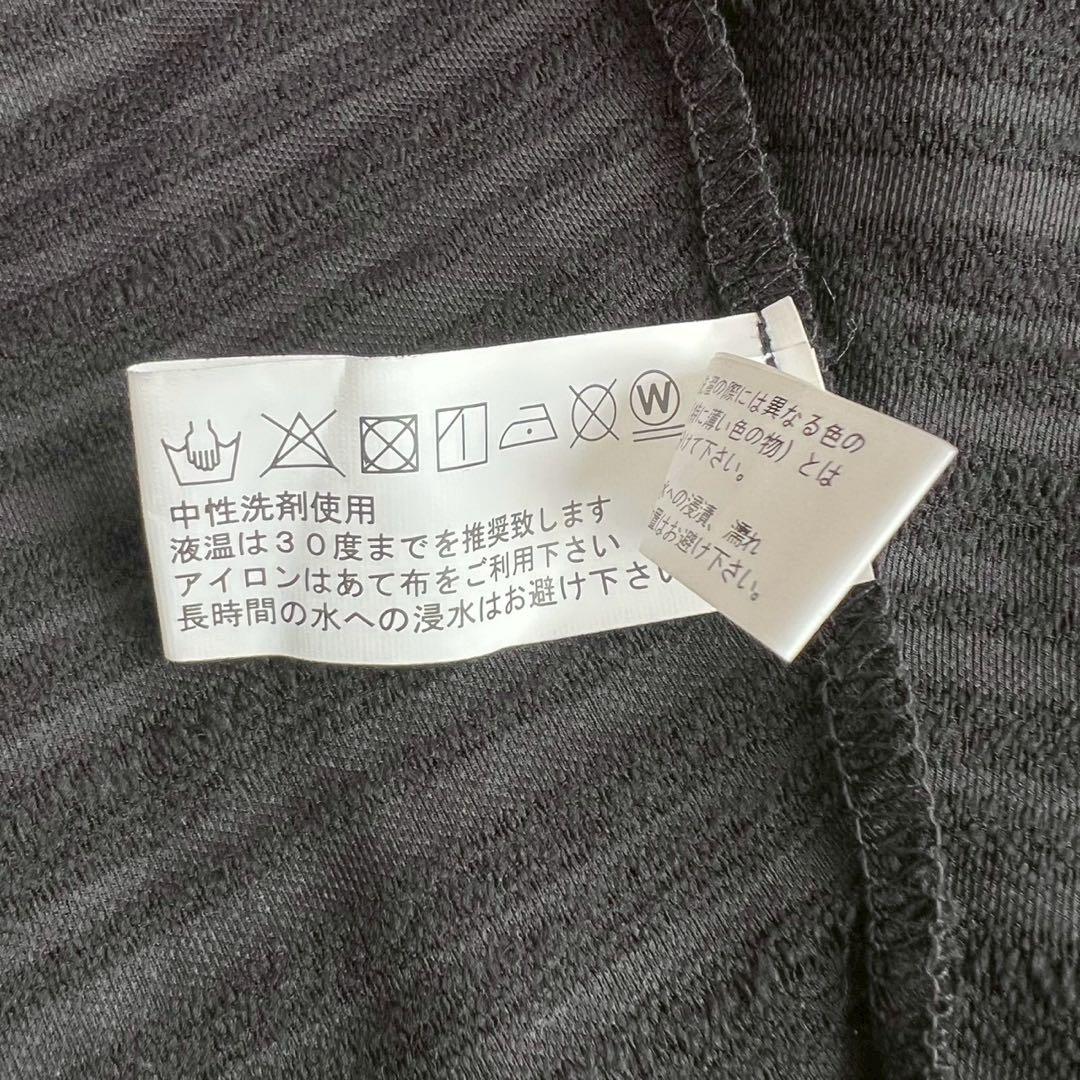 W
中性洗剤使用
液温は30度までを推奨致します
アイロンはあて布をご利用下さい
長時間の水への浸水はお避け下さい
の際には異なる色の
に薄い色の物）とは
けて下さい。
への浸漬、濡れ
はお避け下さい。